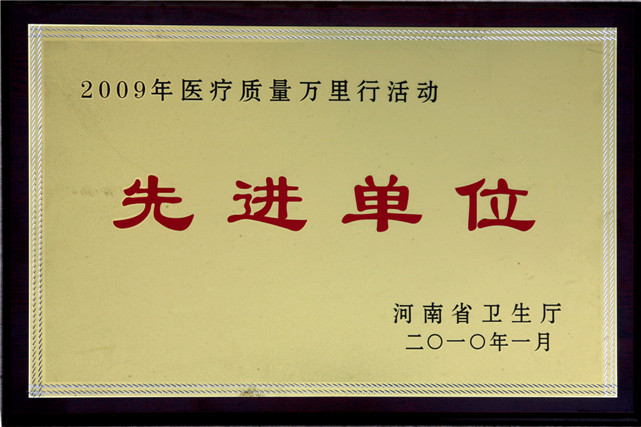 2009年医疗质量万里行活动
先进单位
河南省卫生厅
二〇一〇年一月